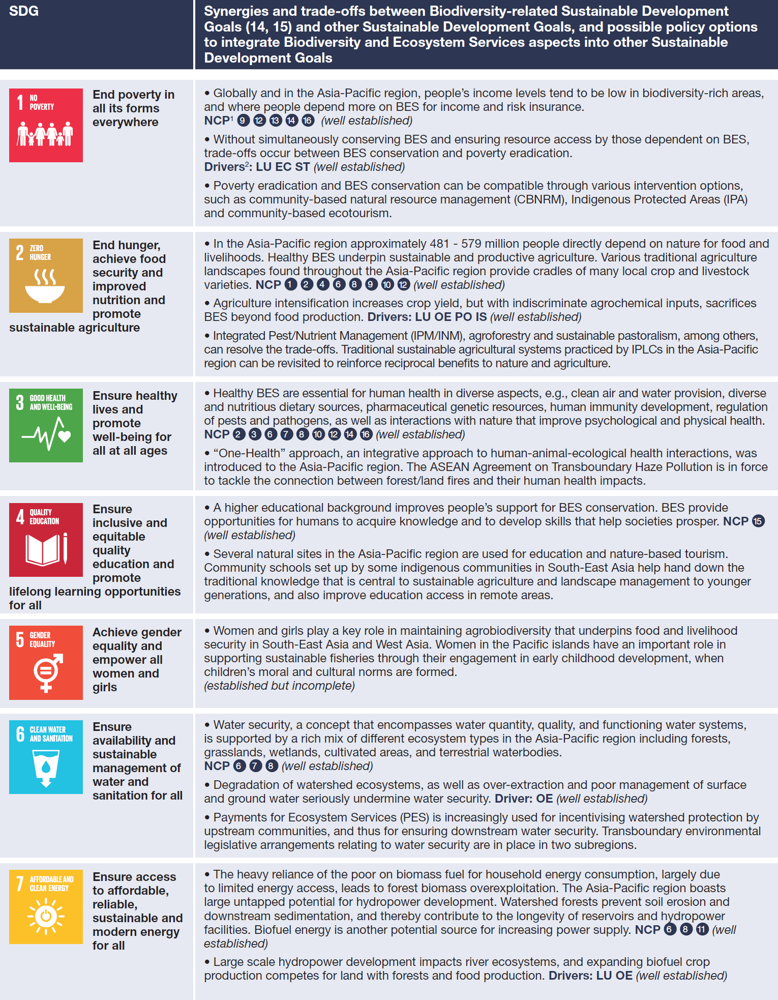 SDG
Synergies and trade-offs between Biodiversity-related Sustainable Development
Goals (14, 15) and other Sustainable Development Goals, and possible policy options
to integrate Biodiversity and Ecosystem Services aspects into other Sustainable
Development Goals
1 NO
POVERTY
End poverty in
all its forms
everywhere
• Globally and in the Asia-Pacific region, people’s income levels tend to be low in biodiversity-rich areas,
and where people depend more on BES for income and risk insurance.
NCP¹ 9 12 13 14 16 (well established)
• Without simultaneously conserving BES and ensuring resource access by those dependent on BES,
trade-offs occur between BES conservation and poverty eradication.
Drivers²: LU EC ST (well established)
• Poverty eradication and BES conservation can be compatible through various intervention options,
such as community-based natural resource management (CBNRM), Indigenous Protected Areas (IPA)
and community-based ecotourism.
2 ZERO
HUNGER
End hunger,
achieve food
security and
improved
nutrition and
promote
sustainable agriculture
• In the Asia-Pacific region approximately 481 - 579 million people directly depend on nature for food and
livelihoods. Healthy BES underpin sustainable and productive agriculture. Various traditional agriculture
landscapes found throughout the Asia-Pacific region provide cradles of many local crop and livestock
varieties. NCP 1 2 4 6 8 9 10 12 (well established)
• Agriculture intensification increases crop yield, but with indiscriminate agrochemical inputs, sacrifices
BES beyond food production. Drivers: LU OE PO IS (well established)
• Integrated Pest/Nutrient Management (IPM/INM), agroforestry and sustainable pastoralism, among others,
can resolve the trade-offs. Traditional sustainable agricultural systems practiced by IPLCs in the Asia-Pacific
region can be revisited to reinforce reciprocal benefits to nature and agriculture.
3 GOOD HEALTH
AND WELL-BEING
Ensure healthy
lives and
promote
well-being for
all at all ages
• Healthy BES are essential for human health in diverse aspects, e.g., clean air and water provision, diverse
and nutritious dietary sources, pharmaceutical genetic resources, human immunity development, regulation
of pests and pathogens, as well as interactions with nature that improve psychological and physical health.
NCP 2 3 6 7 8 10 12 14 16 (well established)
• “One-Health” approach, an integrative approach to human-animal-ecological health interactions, was
introduced to the Asia-Pacific region. The ASEAN Agreement on Transboundary Haze Pollution is in force
to tackle the connection between forest/land fires and their human health impacts.
4 QUALITY
EDUCATION
Ensure
inclusive and
equitable
quality
education and
promote
lifelong learning opportunities
for all
• A higher educational background improves people’s support for BES conservation. BES provide
opportunities for humans to acquire knowledge and to develop skills that help societies prosper. NCP 15
(well established)
• Several natural sites in the Asia-Pacific region are used for education and nature-based tourism.
Community schools set up by some indigenous communities in South-East Asia help hand down the
traditional knowledge that is central to sustainable agriculture and landscape management to younger
generations, and also improve education access in remote areas.
5 GENDER
EQUALITY
Achieve gender
equality and
empower all
women and
girls
• Women and girls play a key role in maintaining agrobiodiversity that underpins food and livelihood
security in South-East Asia and West Asia. Women in the Pacific islands have an important role in
supporting sustainable fisheries through their engagement in early childhood development, when
children’s moral and cultural norms are formed.
(established but incomplete)
6 CLEAN WATER
AND SANITATION
Ensure
availability and
sustainable
management of
water and
sanitation for all
• Water security, a concept that encompasses water quantity, quality, and functioning water systems,
is supported by a rich mix of different ecosystem types in the Asia-Pacific region including forests,
grasslands, wetlands, cultivated areas, and terrestrial waterbodies.
NCP 6 7 8 (well established)
• Degradation of watershed ecosystems, as well as over-extraction and poor management of surface
and ground water seriously undermine water security. Driver: OE (well established)
• Payments for Ecosystem Services (PES) is increasingly used for incentivising watershed protection by
upstream communities, and thus for ensuring downstream water security. Transboundary environmental
legislative arrangements relating to water security are in place in two subregions.
7 AFFORDABLE AND
CLEAN ENERGY
Ensure access
to affordable,
reliable,
sustainable and
modern energy
for all
• The heavy reliance of the poor on biomass fuel for household energy consumption, largely due
to limited energy access, leads to forest biomass overexploitation. The Asia-Pacific region boasts
large untapped potential for hydropower development. Watershed forests prevent soil erosion and
downstream sedimentation, and thereby contribute to the longevity of reservoirs and hydropower
facilities. Biofuel energy is another potential source for increasing power supply. NCP 6 8 11 (well
established)
• Large scale hydropower development impacts river ecosystems, and expanding biofuel crop
production competes for land with forests and food production. Drivers: LU OE (well established)